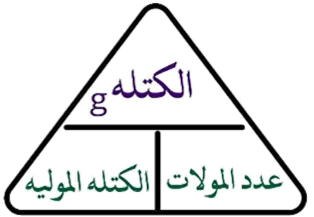 الكتله g
عدد المولات
الكتله الموليه